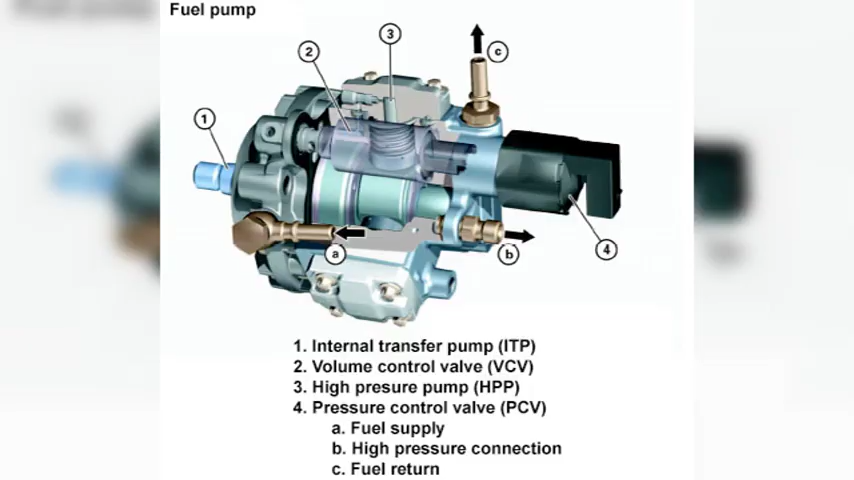 Fuel pump
3
2
c
1
4
a
b
1. Internal transfer pump (ITP)
2. Volume control valve (VCV)
3. High presure pump (HPP)
4. Pressure control valve (PCV)
a. Fuel supply
b. High pressure connection
c. Fuel return